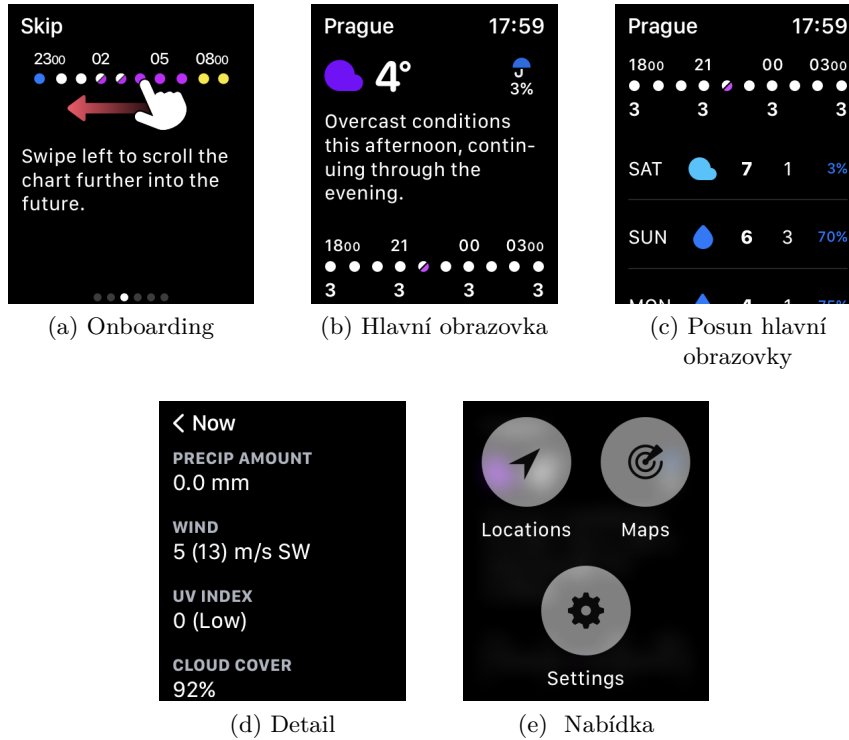 Skip
2300 02 05 0800
Swipe left to scroll the
chart further into the
future.
(a) Onboarding
Prague 17:59
4°
3%
Overcast conditions
this afternoon, contin-
uing through the
evening.
1800 21 00 0300
3 3 3 3
(b) Hlavní obrazovka
Prague 17:59
1800 21 00 0300
3 3 3 3
SAT 7 1 3%
SUN 6 3 70%
MON 4 1 75%
(c) Posun hlavní
obrazovky
Now
PRECIP AMOUNT
0.0 mm
WIND
5 (13) m/s SW
UV INDEX
0 (Low)
CLOUD COVER
92%
(d) Detail
Locations Maps
Settings
(e) Nabídka